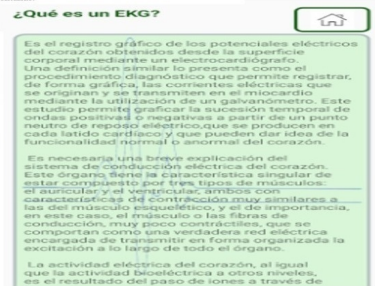 ¿Qué es un EKG?
Es el registro gráfico de los potenciales eléctricos
del corazón obtenidos desde la superficie
corporal mediante un electrocardiógrafo.
Una definición similar lo presenta como el
procedimiento diagnóstico que permite registrar,
de forma gráfica, las corrientes eléctricas que
se originan y se transmiten en el miocardio
mediante la utilización de un galvanómetro. Este
estudio permite graficar la sucesión temporal de
ondas positivas o negativas a partir de un punto
neutro de reposo eléctrico,que se producen en
cada latido cardíaco y que pueden dar idea de la
funcionalidad normal o anormal del corazón.
Es necesaria una breve explicación del
sistema de conducción eléctrica del corazón.
Este órgano tiene la característica singular de
estar compuesto por tres tipos de músculos:
el auricular y el ventricular, ambos con
características de contracción muy similares a
las del músculo esquelético, y el de importancia,
en este caso, el músculo o las fibras de
conducción, muy poco contráctiles, que se
comportan como una verdadera red eléctrica
encargada de transmitir en forma organizada la
excitación a lo largo de todo el órgano.
La actividad eléctrica del corazón, al igual
que la actividad bioeléctrica a otros niveles,
es el resultado del paso de iones a través de